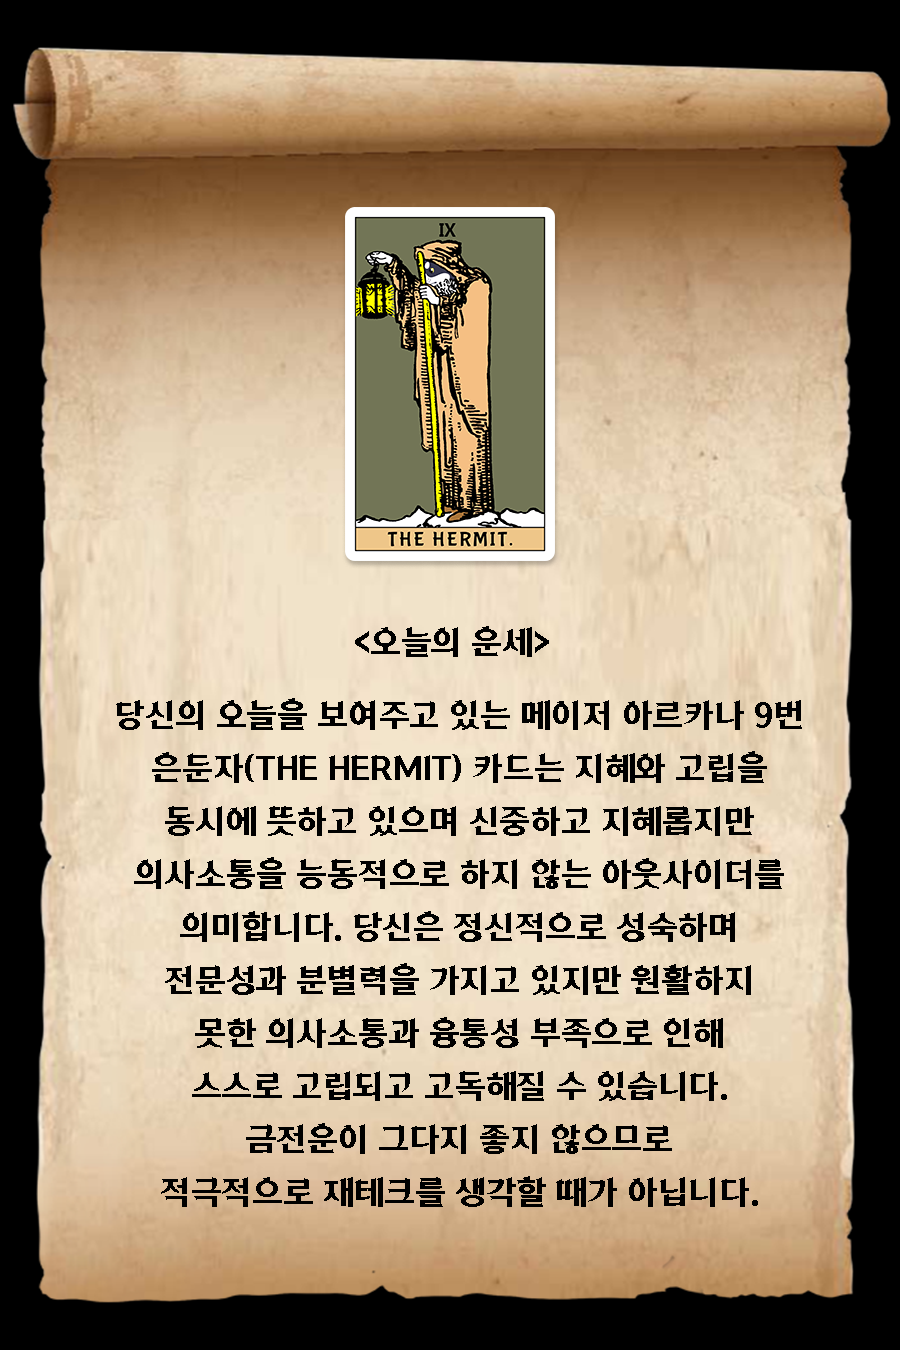 IX
THE HERMIT.
<오늘의 운세>
당신의 오늘을 보여주고 있는 메이저 아르카나 9번
은둔자(THE HERMIT) 카드는 지혜와 고립을
동시에 뜻하고 있으며 신중하고 지혜롭지만
의사소통을 능동적으로 하지 않는 아웃사이더를
의미합니다. 당신은 정신적으로 성숙하며
전문성과 분별력을 가지고 있지만 원활하지
못한 의사소통과 융통성 부족으로 인해
스스로 고립되고 고독해질 수 있습니다.
금전운이 그다지 좋지 않으므로
적극적으로 재테크를 생각할 때가 아닙니다.